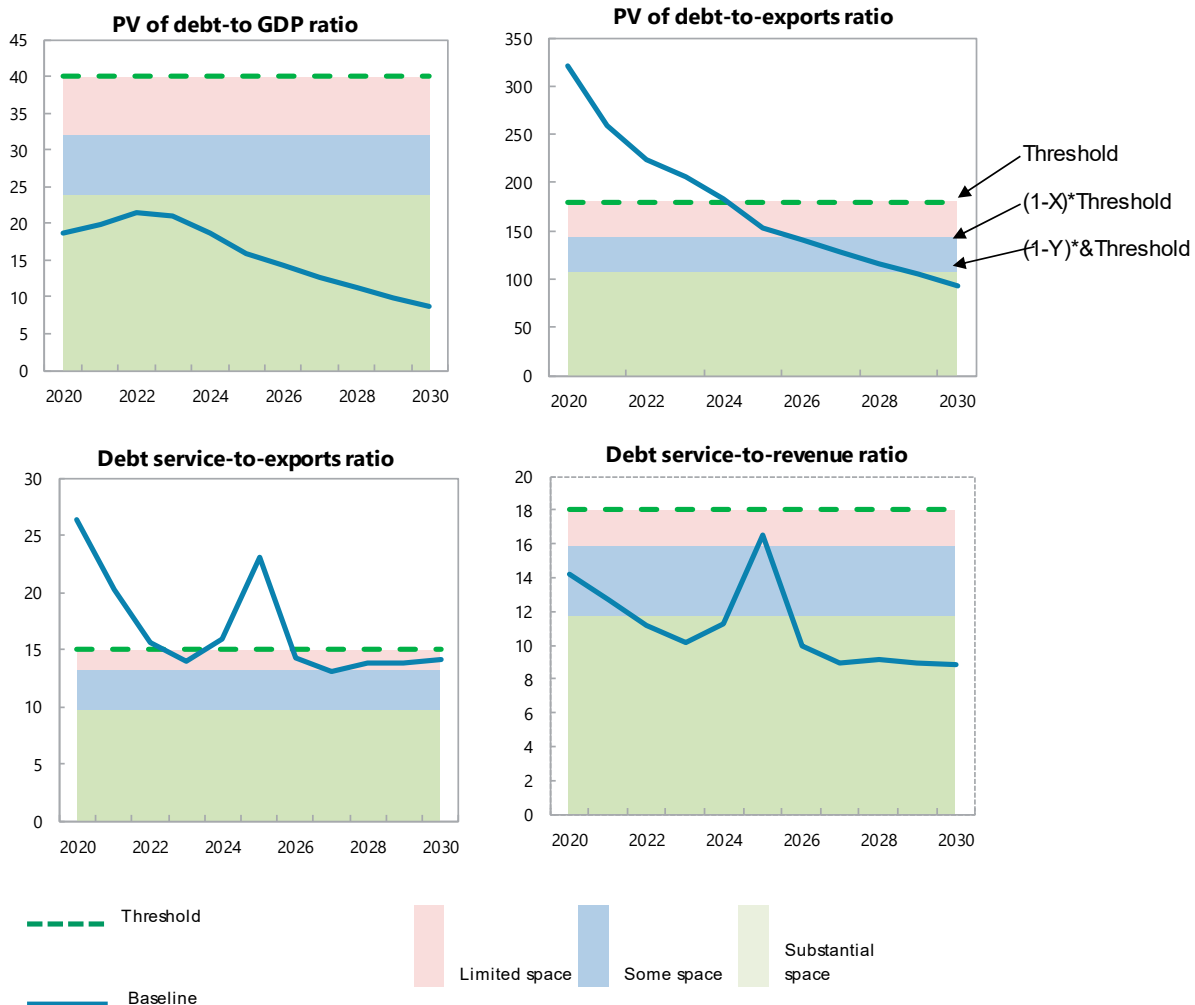 PV of debt-to GDP ratio
45
40
35
30
25
20
15
10
5
0
2020 2022 2024 2026 2028 2030
PV of debt-to-exports ratio
350
300
250
200
150
100
50
0
2020 2022 2024 2026 2028 2030
Threshold
(1-X)*Threshold
(1-Y)*&Threshold
Debt service-to-exports ratio
30
25
20
15
10
5
0
2020 2022 2024 2026 2028 2030
Debt service-to-revenue ratio
20
18
16
14
12
10
8
6
4
2
0
2020 2022 2024 2026 2028 2030
Threshold
Baseline
Limited space
Some space
Substantial
space